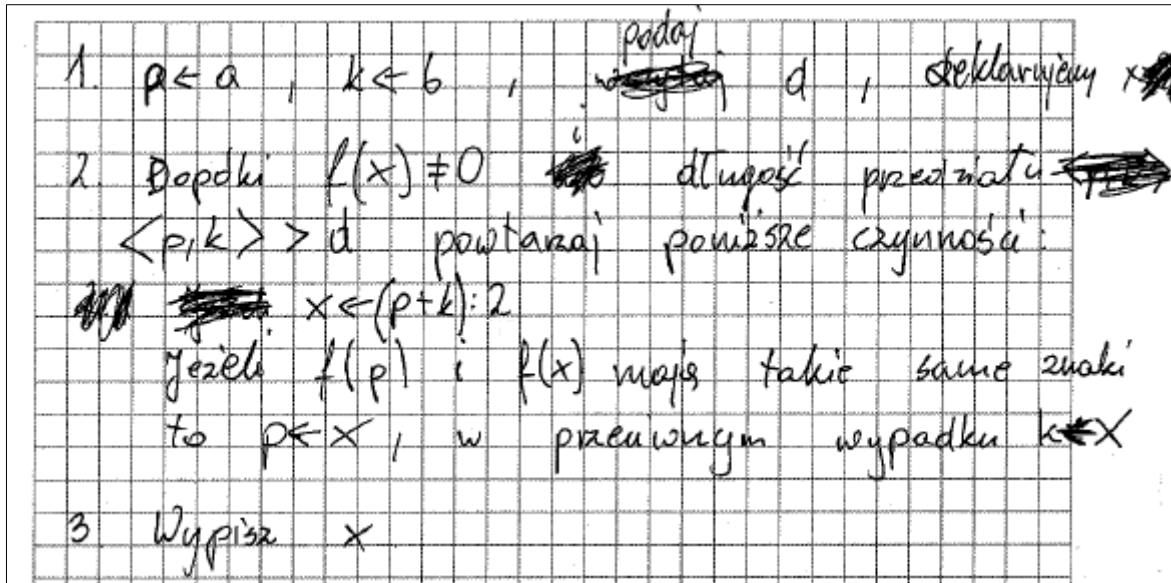 podaj
1. p ← a , k ← b , d , deklarujemy x
2. Dopóki f(x) ≠ 0 i długość przedziału
<p,k> > d powtarzaj poniższe czynności:
x ← (p+k):2
Jeżeli f(p) i f(x) mają takie same znaki
to p ← x , w przeciwnym wypadku k ← x
3 Wypisz x